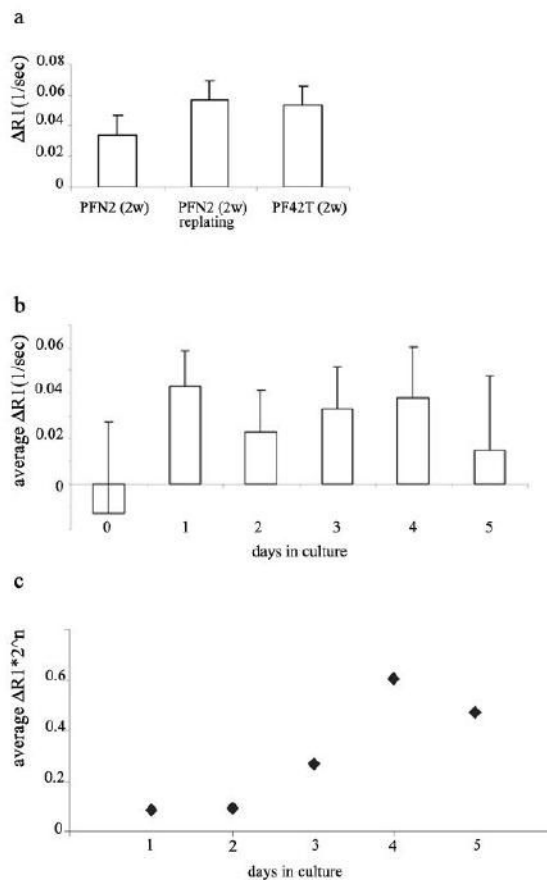 a
ΔR1(1/sec)
0.08
0.06
0.04
0.02
0
PFN2 (2w)
PFN2 (2w)
replating
PF42T (2w)
b
average ΔR1(1/sec)
0.06
0.04
0.02
0
0 1 2 3 4 5
days in culture
c
average ΔR1*2^n
0.6
0.4
0.2
0
1 2 3 4 5
days in culture